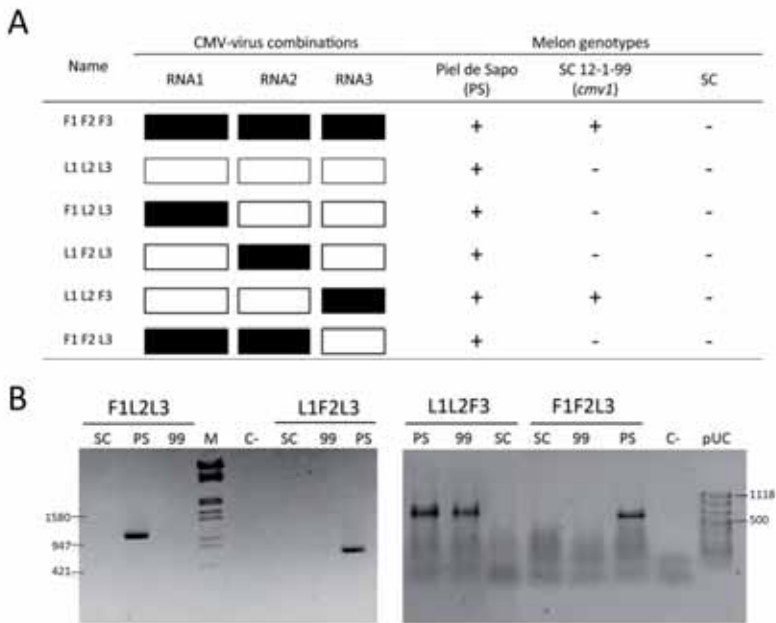 A
CMV-virus combinations Melon genotypes
Name RNA1 RNA2 RNA3 Piel de Sapo (PS) SC 12-1-99 (cmv1) SC
F1 F2 F3 + + -
L1 L2 L3 + - -
F1 L2 L3 + - -
L1 F2 L3 + - -
L1 L2 F3 + + -
F1 F2 L3 + - -
B
F1L2L3 L1F2L3 L1L2F3 F1F2L3
SC PS 99 M C- SC 99 PS PS 99 SC SC 99 PS C- pUC
1580
947
421
1118
500